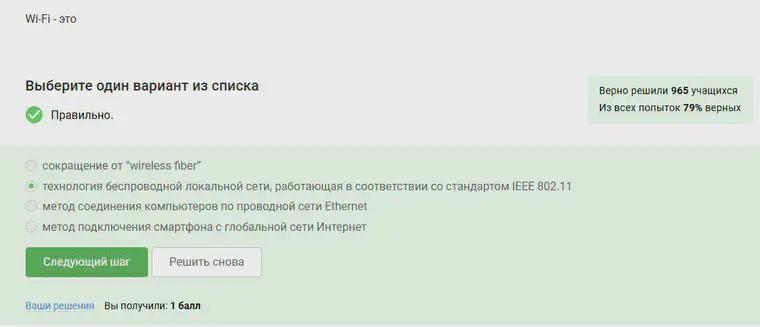 Wi-Fi - это
Выберите один вариант из списка
Правильно.
Верно решили 965 учащихся
Из всех попыток 79% верных
сокращение от “wireless fiber”
технология беспроводной локальной сети, работающая в соответствии со стандартом IEEE 802.11
метод соединения компьютеров по проводной сети Ethernet
метод подключения смартфона с глобальной сети Интернет
Следующий шаг Решить снова
Ваши решения Вы получили: 1 балл